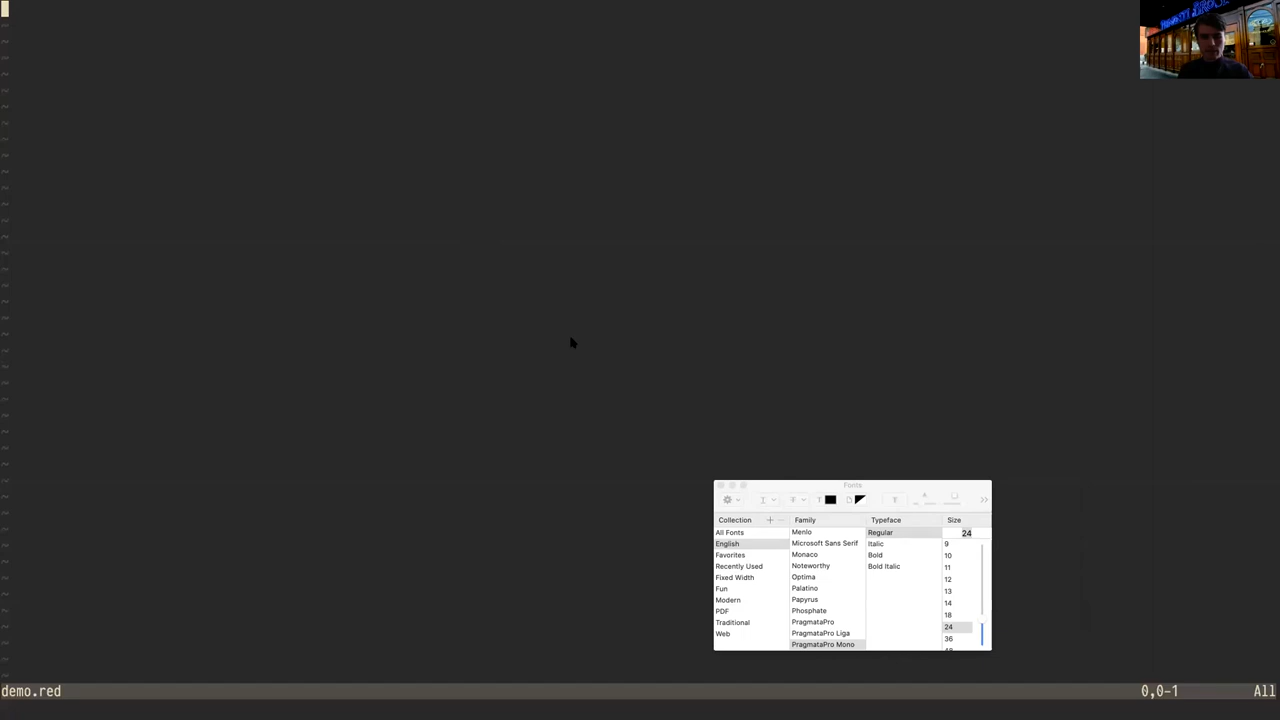 Fonts
Collection + − Family Typeface Size
All Fonts
English
Favorites
Recently Used
Fixed Width
Fun
Modern
PDF
Traditional
Web
Menlo
Microsoft Sans Serif
Monaco
Noteworthy
Optima
Palatino
Papyrus
Phosphate
PragmataPro
PragmataPro Liga
PragmataPro Mono
Regular
Italic
Bold
Bold Italic
24
9
10
11
12
13
14
18
24
36
demo.red 0,0-1 All